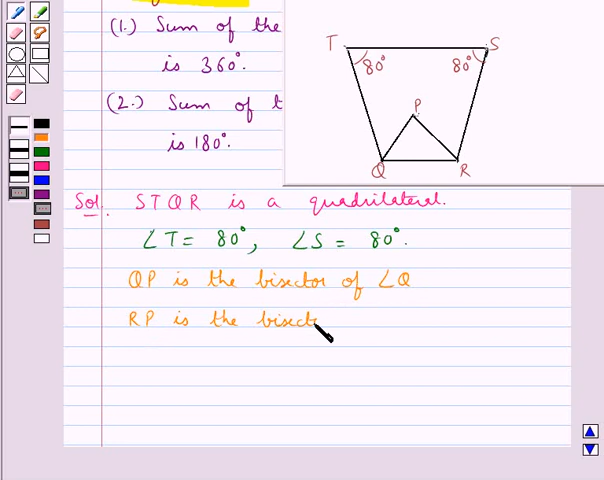 (1.) Sum of the
is 360°.
(2.) Sum of t
is 180°.
T S
80° 80°
P
Q R
Sol. STQR is a quadrilateral.
∠T = 80°, ∠S = 80°.
QP is the bisector of ∠Q
RP is the bisect